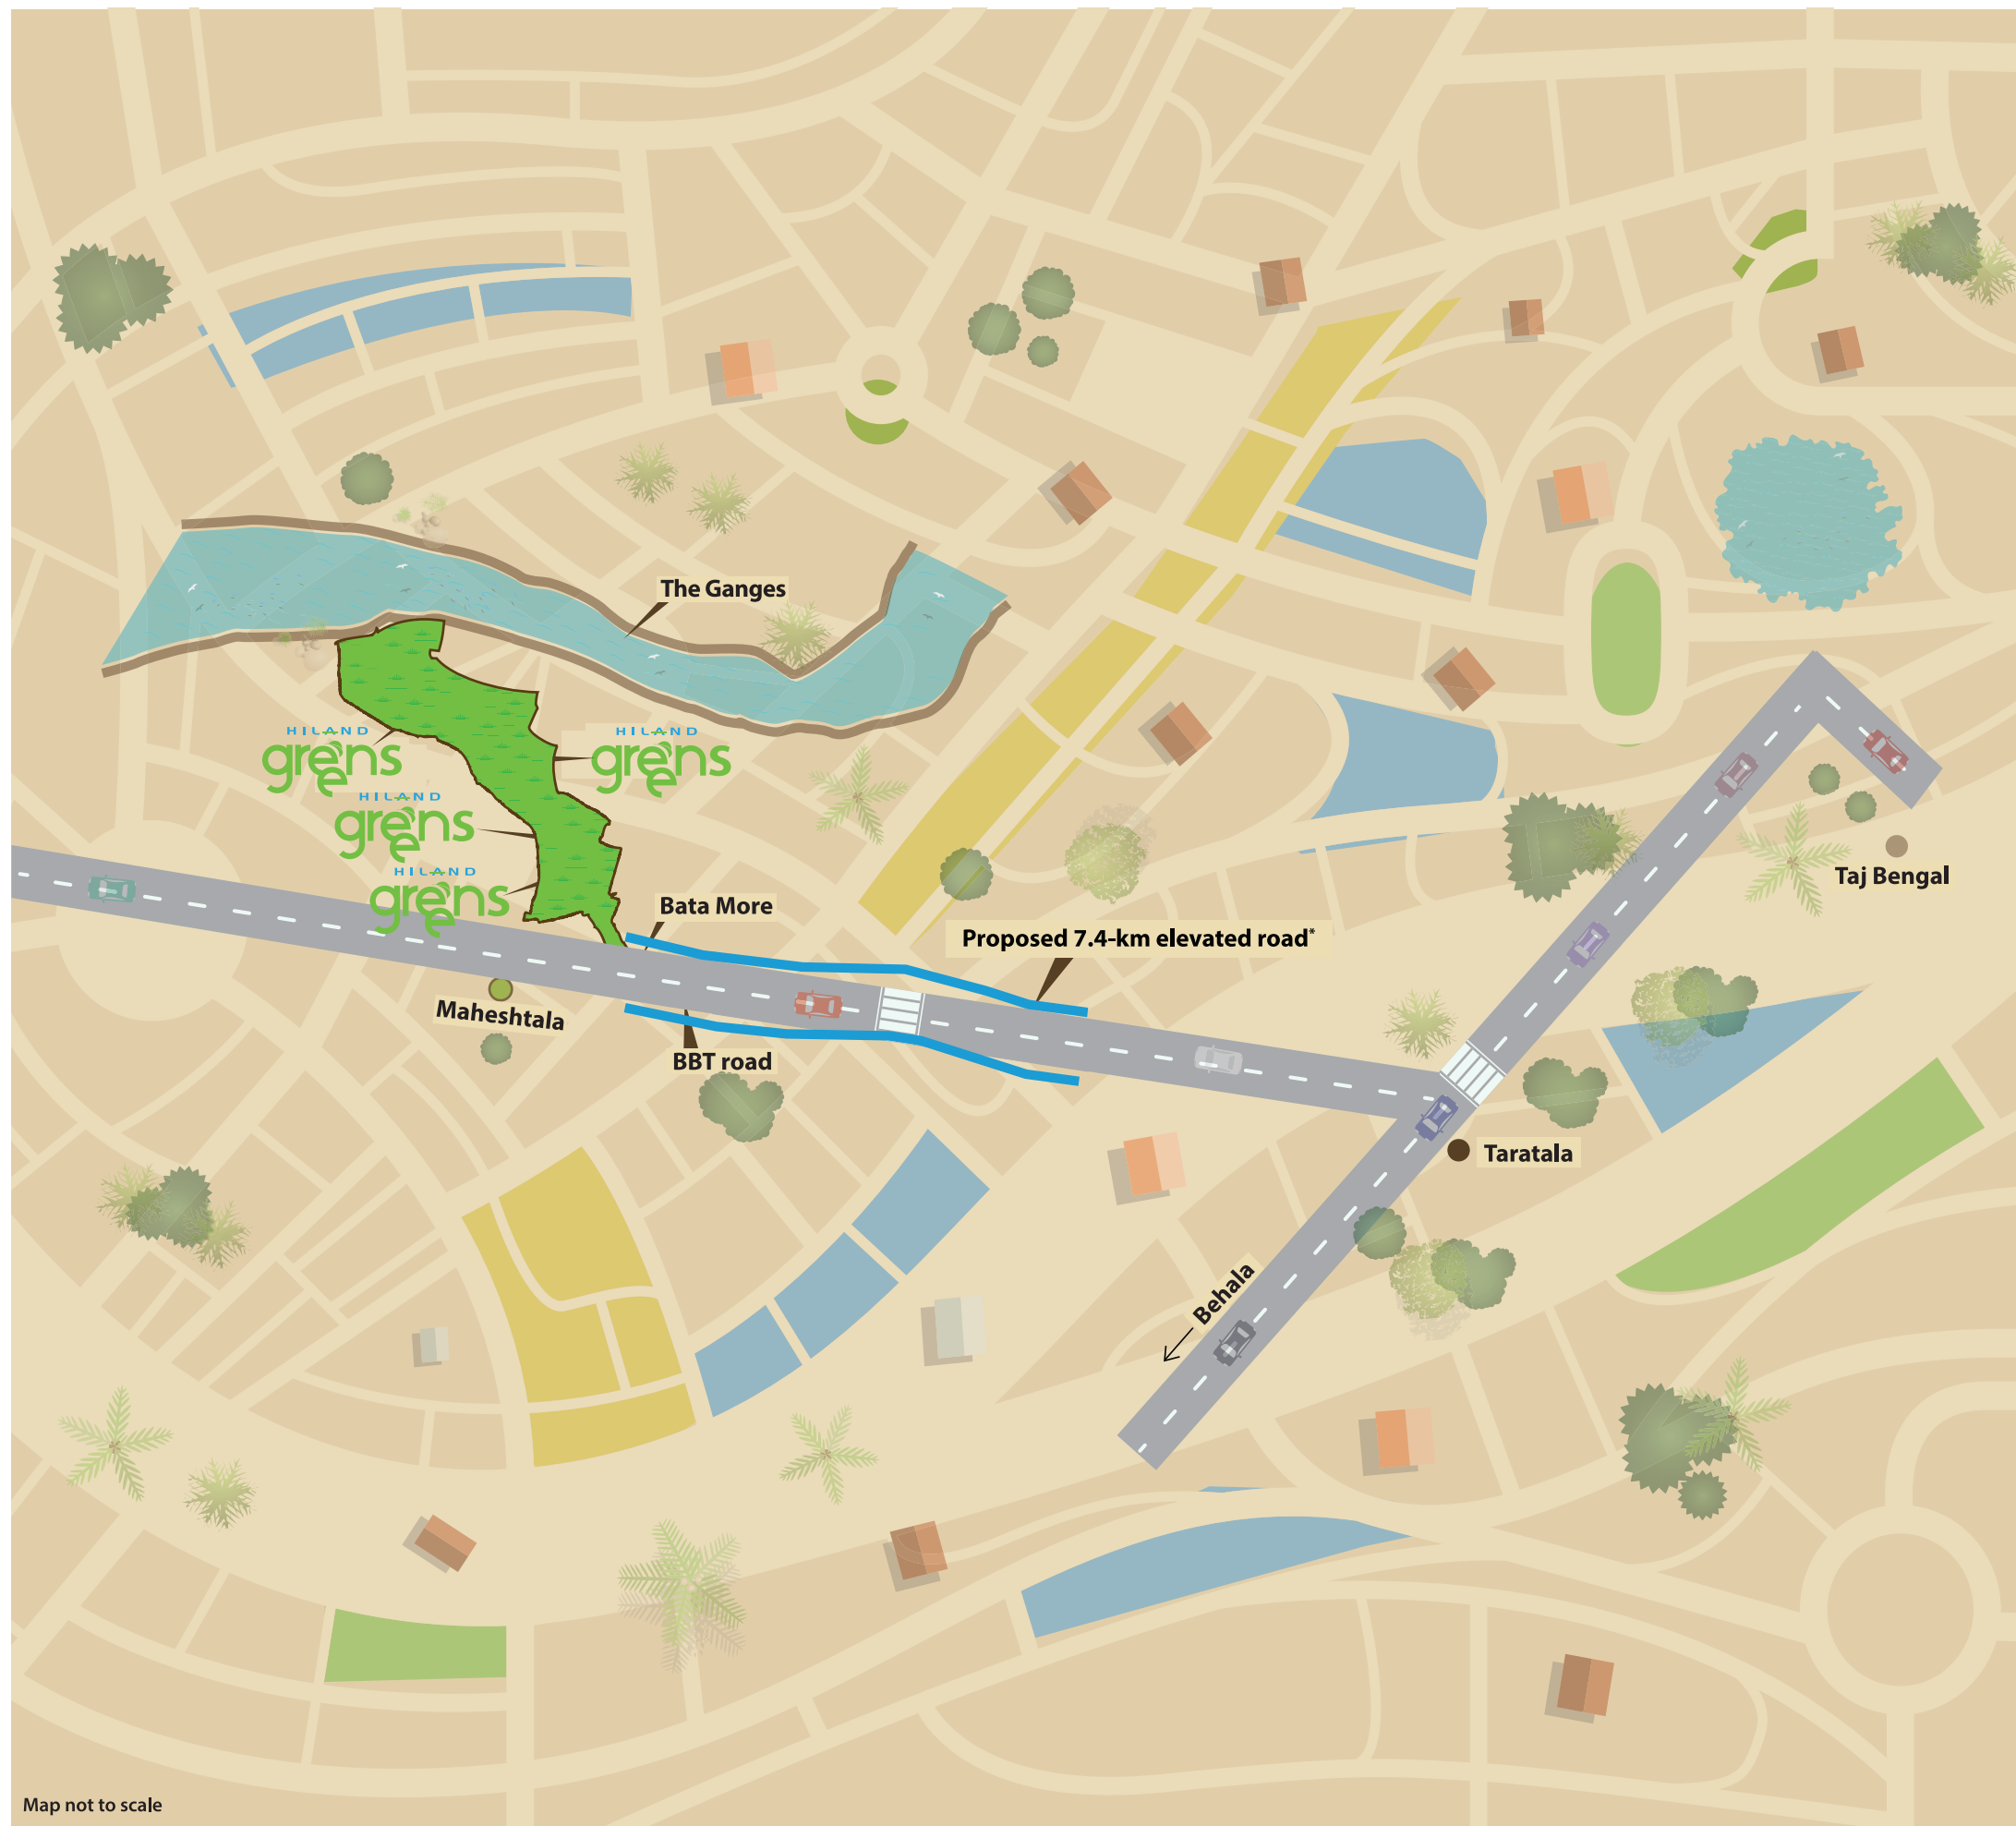 The Ganges
HILAND
greens
HILAND
greens
HILAND
greens
HILAND
greens
Taj Bengal
Bata More
Proposed 7.4-km elevated road*
Maheshtala
BBT road
Taratala
Behala
Map not to scale